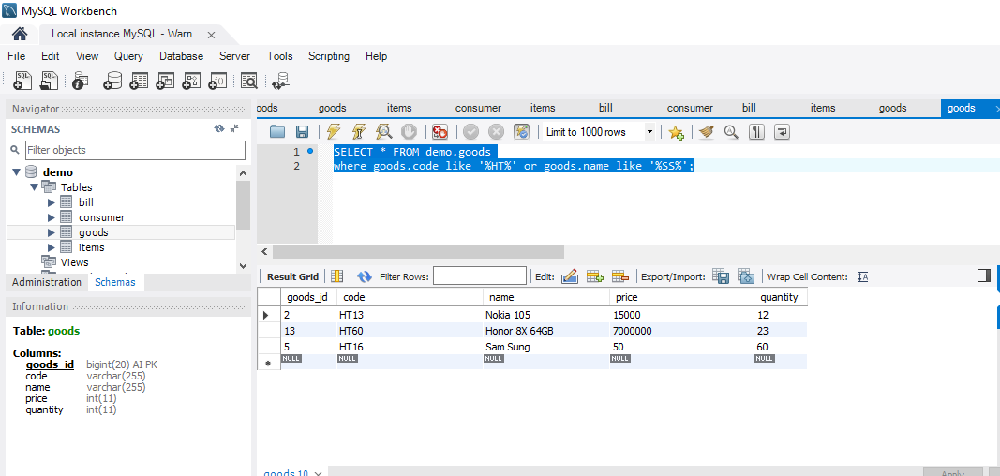 MySQL Workbench
Local instance MySQL - Warn... ×
File Edit View Query Database Server Tools Scripting Help
Navigator
SCHEMAS
Filter objects
demo
Tables
bill
consumer
goods
items
Views
Administration Schemas
Information
Table: goods
Columns:
goods_id bigint(20) AI PK
code varchar(255)
name varchar(255)
price int(11)
quantity int(11)
oods goods items consumer items bill consumer bill items goods goods
Limit to 1000 rows
1 SELECT * FROM demo.goods
2 where goods.code like '%HT%' or goods.name like '%SS%';
Result Grid Filter Rows: Edit: Export/Import: Wrap Cell Content: IA
goods_id code name price quantity
2 HT13 Nokia 105 15000 12
13 HT60 Honor 8X 64GB 7000000 23
5 HT16 Sam Sung 50 60
NULL NULL NULL NULL NULL
goods 10
Apply